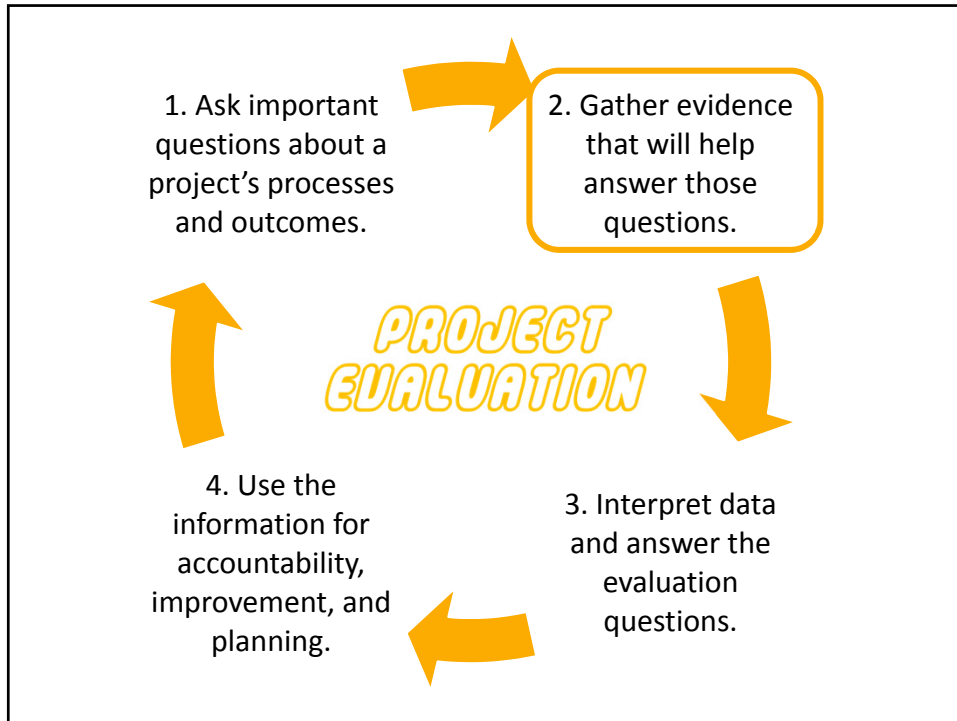 1. Ask important
questions about a
project’s processes
and outcomes.
2. Gather evidence
that will help
answer those
questions.
PROJECT
EVALUATION
3. Interpret data
and answer the
evaluation
questions.
4. Use the
information for
accountability,
improvement, and
planning.